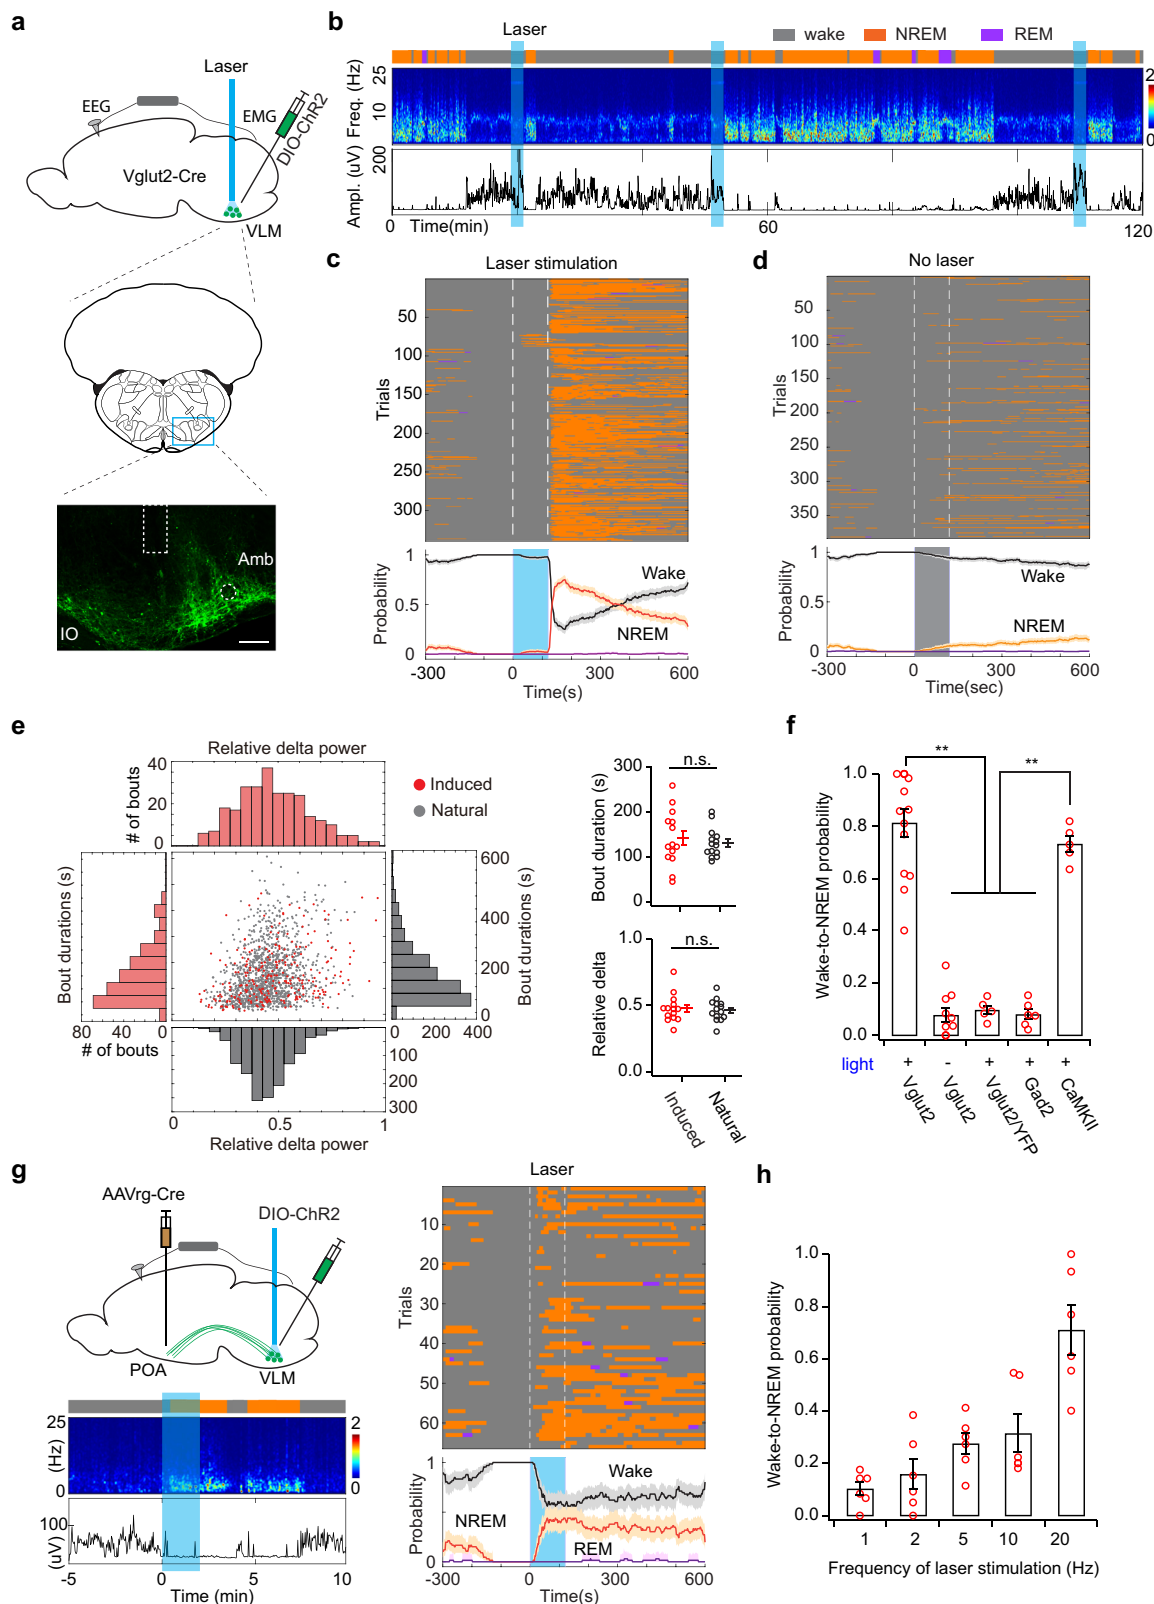 a
Laser
EEG
EMG
DIO-ChR2
Vglut2-Cre
VLM
Amb
IO
b
Laser
wake
NREM
REM
Freq. (Hz)
25
10
0
2
0
Ampl. (uV)
200
0
Time(min)
60
120
c
Laser stimulation
Trials
50
100
150
200
250
300
Probability
1
0.5
0
Wake
NREM
-300
0
300
600
Time(s)
d
No laser
Trials
50
100
150
200
250
300
350
Probability
1
0.5
0
Wake
NREM
-300
0
300
600
Time(sec)
e
Relative delta power
# of bouts
40
20
0
Induced
Natural
Bout durations (s)
80
40
0
# of bouts
600
400
200
0
Bout durations (s)
0
200
400
100
200
300
0
0.5
1
Relative delta power
Bout duration (s)
300
200
100
0
n.s.
Relative delta
1.0
0.5
0.0
n.s.
Induced
Natural
f
Wake-to-NREM probability
1.0
0.8
0.6
0.4
0.2
0.0
**
**
light
+
-
+
+
+
Vglut2
Vglut2
Vglut2/YFP
Gad2
CaMKII
g
AAVrg-Cre
DIO-ChR2
POA
VLM
25
(Hz)
0
2
0
100
(uV)
0
-5
0
5
10
Time (min)
Laser
Trials
10
20
30
40
50
60
Probability
1
0
Wake
NREM
REM
-300
0
300
600
Time(s)
h
Wake-to-NREM probability
1.0
0.8
0.6
0.4
0.2
0.0
1
2
5
10
20
Frequency of laser stimulation (Hz)